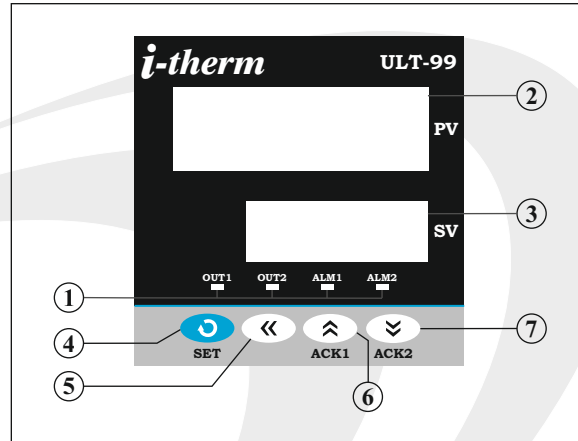 i-therm ULT-99
2
PV
3
SV
OUT1 OUT2 ALM1 ALM2
1
4
7
SET ACK1 ACK2
5
6